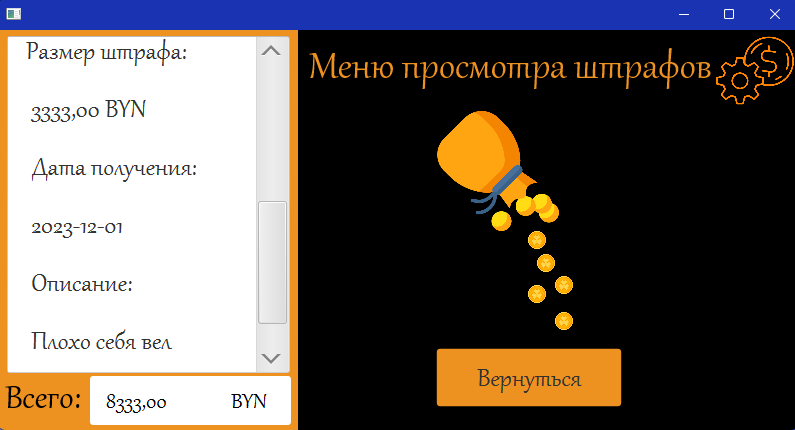 Размер штрафа:
3333,00 BYN
Дата получения:
2023-12-01
Описание:
Плохо себя вел
Всего:
8333,00 BYN
Меню просмотра штрафов
$
Вернуться